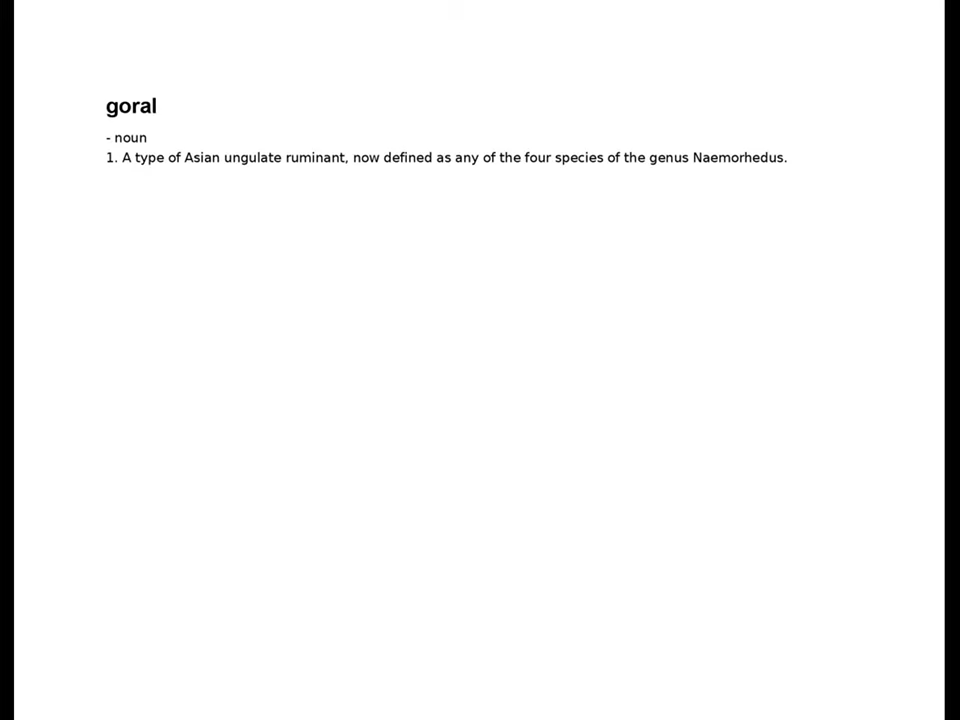 goral
- noun
1. A type of Asian ungulate ruminant, now defined as any of the four species of the genus Naemorhedus.